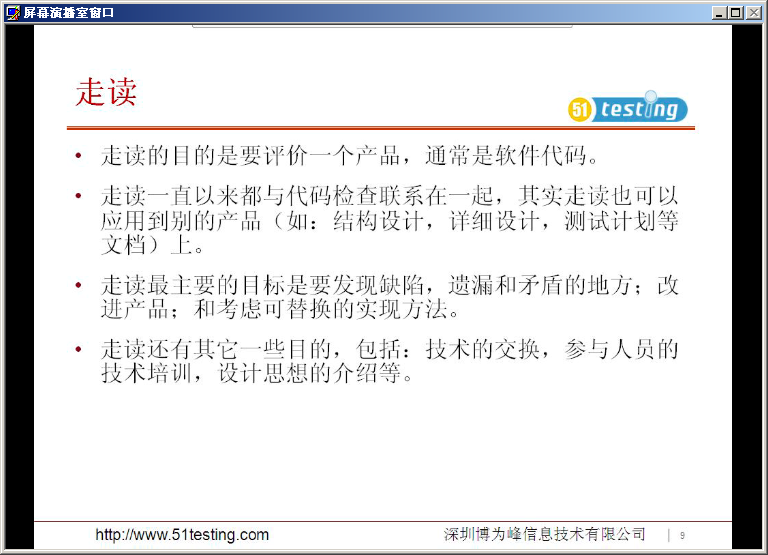 屏幕演播室窗口
走读
51 testing
• 走读的目的是要评价一个产品，通常是软件代码。
• 走读一直以来都与代码检查联系在一起，其实走读也可以
应用到别的产品（如：结构设计，详细设计，测试计划等
文档）上。
• 走读最主要的目标是要发现缺陷，遗漏和矛盾的地方；改
进产品；和考虑可替换的实现方法。
• 走读还有其它一些目的，包括：技术的交换，参与人员的
技术培训，设计思想的介绍等。
http://www.51testing.com 深圳博为峰信息技术有限公司 | 9